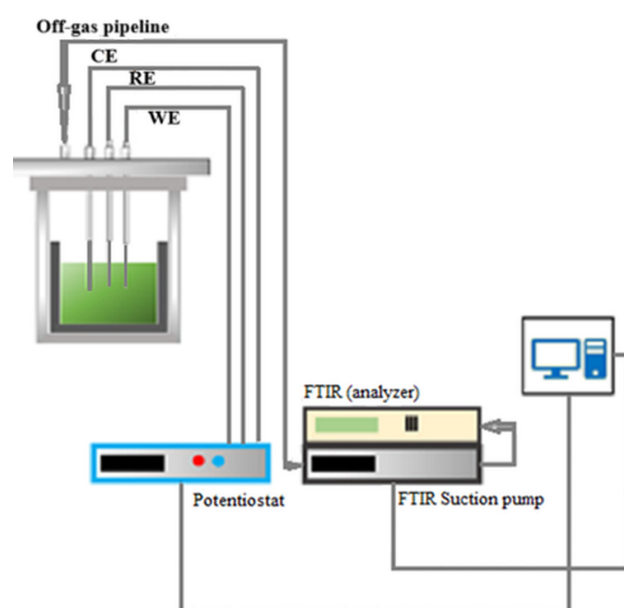 Off-gas pipeline
CE
RE
WE
FTIR (analyzer)
Potentiostat
FTIR Suction pump